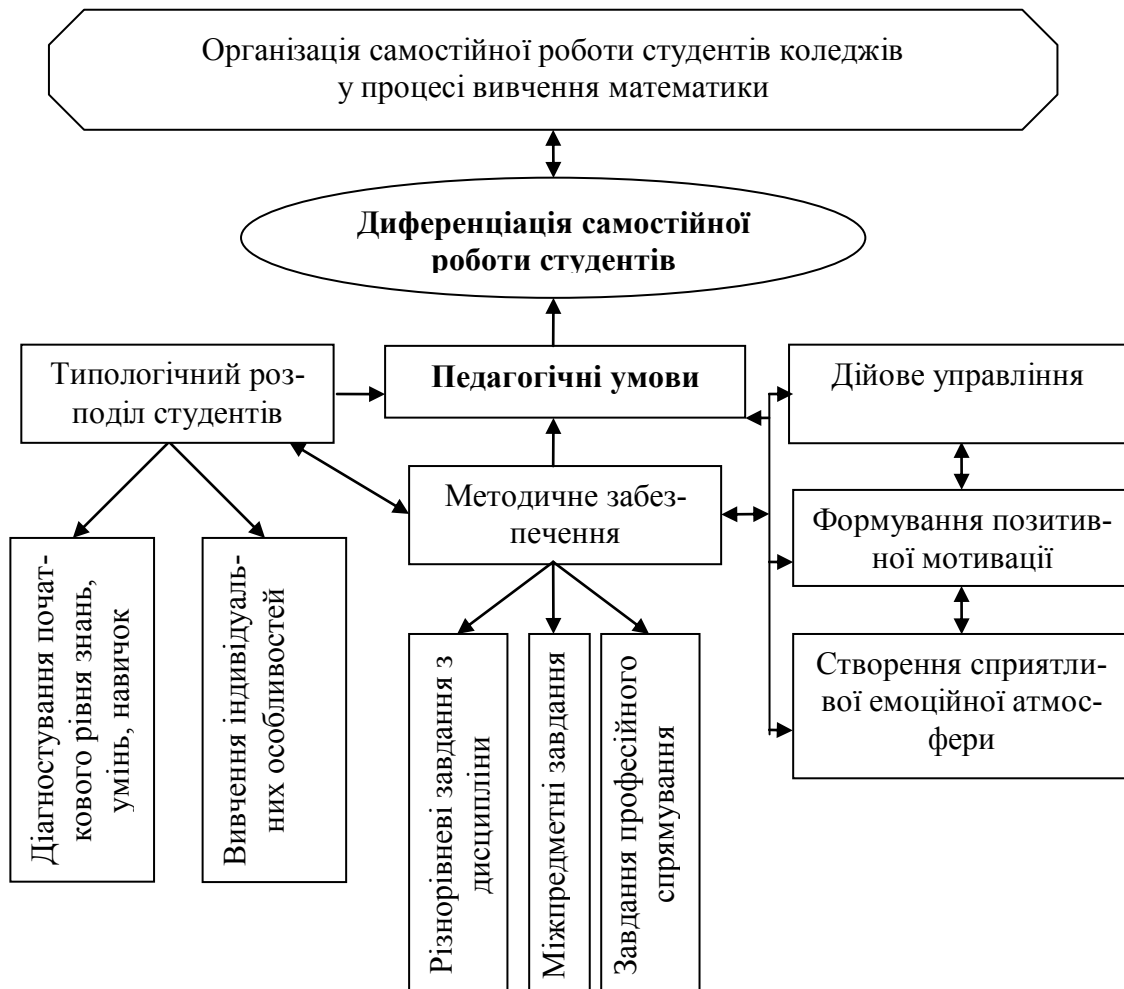 Організація самостійної роботи студентів коледжів
у процесі вивчення математики
Диференціація самостійної
роботи студентів
Типологічний роз-
поділ студентів
Педагогічні умови
Дійове управління
Методичне забез-
печення
Формування позитив-
ної мотивації
Створення сприятли-
вої емоційної атмос-
фери
Діагностування почат-
кового рівня знань,
умінь, навичок
Вивчення індивідуаль-
них особливостей
Різнорівневі завдання з
дисципліни
Міжпредметні завдання
Завдання професійного
спрямування